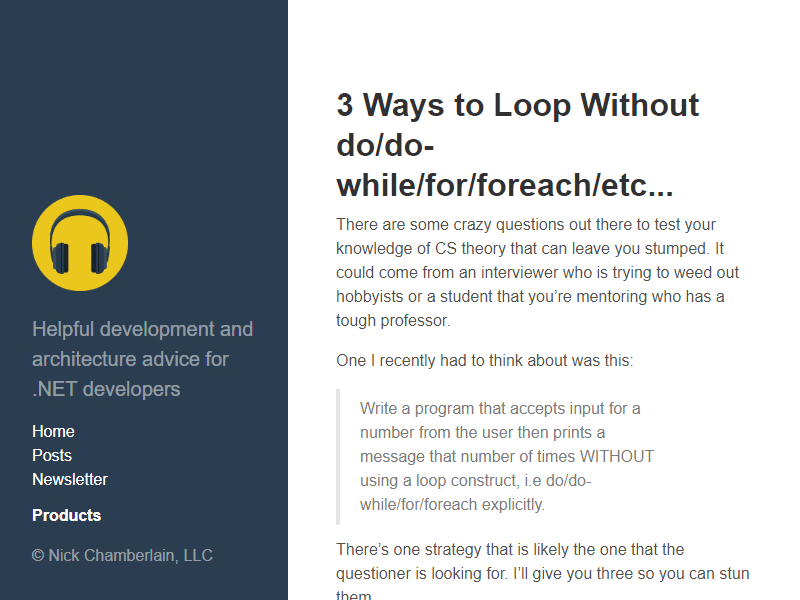 Helpful development and
architecture advice for
.NET developers
Home
Posts
Newsletter
Products
© Nick Chamberlain, LLC
3 Ways to Loop Without
do/do-
while/for/foreach/etc...
There are some crazy questions out there to test your
knowledge of CS theory that can leave you stumped. It
could come from an interviewer who is trying to weed out
hobbyists or a student that you’re mentoring who has a
tough professor.
One I recently had to think about was this:
Write a program that accepts input for a
number from the user then prints a
message that number of times WITHOUT
using a loop construct, i.e do/do-
while/for/foreach explicitly.
There’s one strategy that is likely the one that the
questioner is looking for. I’ll give you three so you can stun
them